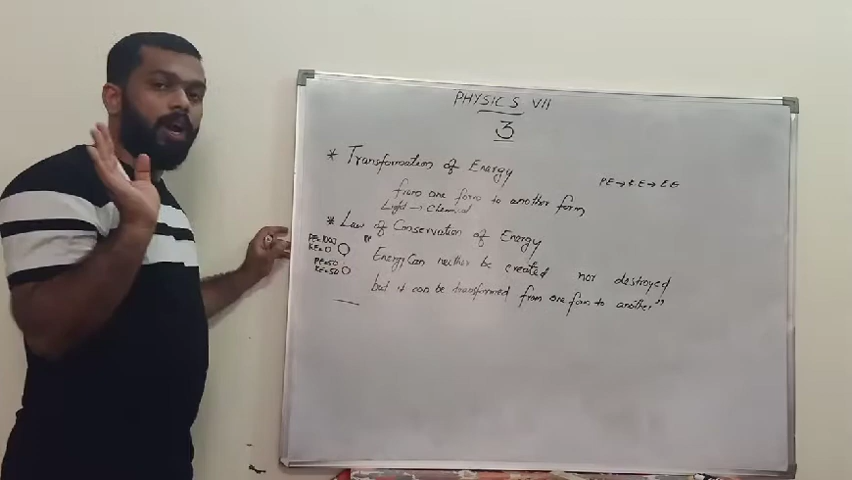 PHYSICS VII
3
* Transformation of Energy
PE→KE→EE
from one form to another form
Light → Chemical
* Law of Conservation of Energy
PE=100J
KE=0
"Energy Can neither be created nor destroyed
PE=50
KE=50
but it can be transformed from one form to another"